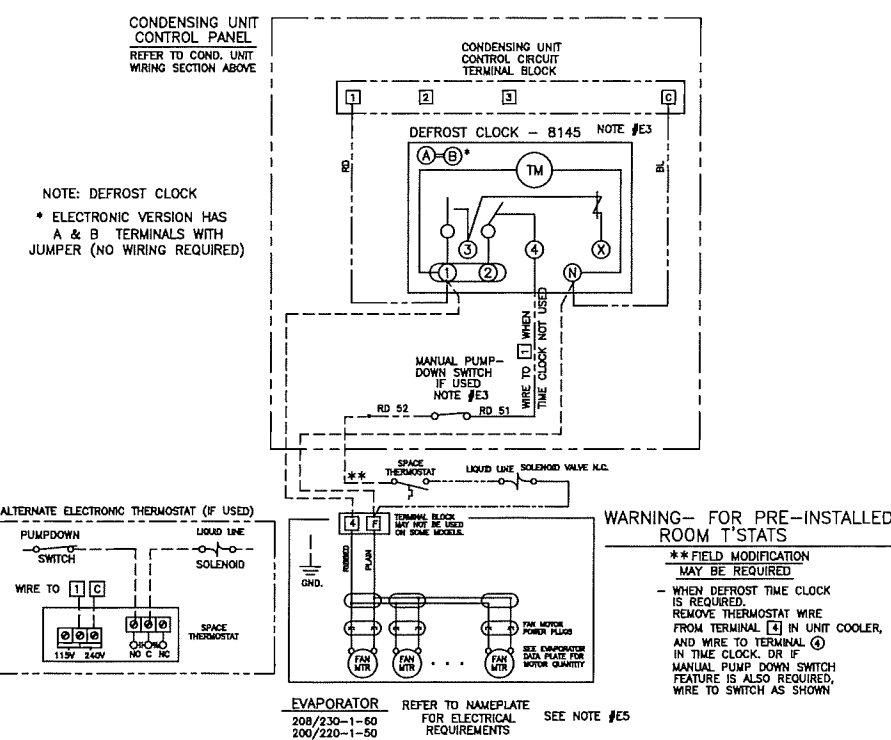 CONDENSING UNIT
CONTROL PANEL
REFER TO COND. UNIT
WIRING SECTION ABOVE
CONDENSING UNIT
CONTROL CIRCUIT
TERMINAL BLOCK
1 2 3 C
DEFROST CLOCK - 8145 NOTE #E3
A B *
TM
RD
BL
3 4 X
1 2 N
NOTE: DEFROST CLOCK
* ELECTRONIC VERSION HAS
A & B TERMINALS WITH
JUMPER (NO WIRING REQUIRED)
WIRE TO 1 WHEN
TIME CLOCK NOT USED
MANUAL PUMP-
DOWN SWITCH
IF USED
NOTE #E3
RD 52 RD 51
**
SPACE
THERMOSTAT
LIQUID LINE SOLENOID VALVE N.C.
ALTERNATE ELECTRONIC THERMOSTAT (IF USED)
PUMPDOWN
SWITCH
LIQUID LINE
SOLENOID
WIRE TO 1 C
SPACE
THERMOSTAT
115V 240V
NO C NC
4 F
TERMINAL BLOCK
MAY NOT BE USED
ON SOME MODELS.
GND.
RIBBED
PLAIN
FAN MOTOR
POWER PLUGS
SEE EVAPORATOR
DATA PLATE FOR
MOTOR QUANTITY
FAN
MTR
FAN
MTR
. . .
FAN
MTR
EVAPORATOR
208/230-1-60
200/220-1-50
REFER TO NAMEPLATE
FOR ELECTRICAL
REQUIREMENTS
SEE NOTE #E5
WARNING- FOR PRE-INSTALLED
ROOM T'STATS
** FIELD MODIFICATION
MAY BE REQUIRED
- WHEN DEFROST TIME CLOCK
IS REQUIRED.
REMOVE THERMOSTAT WIRE
FROM TERMINAL 4 IN UNIT COOLER,
AND WIRE TO TERMINAL 4
IN TIME CLOCK. OR IF
MANUAL PUMP DOWN SWITCH
FEATURE IS ALSO REQUIRED,
WIRE TO SWITCH AS SHOWN